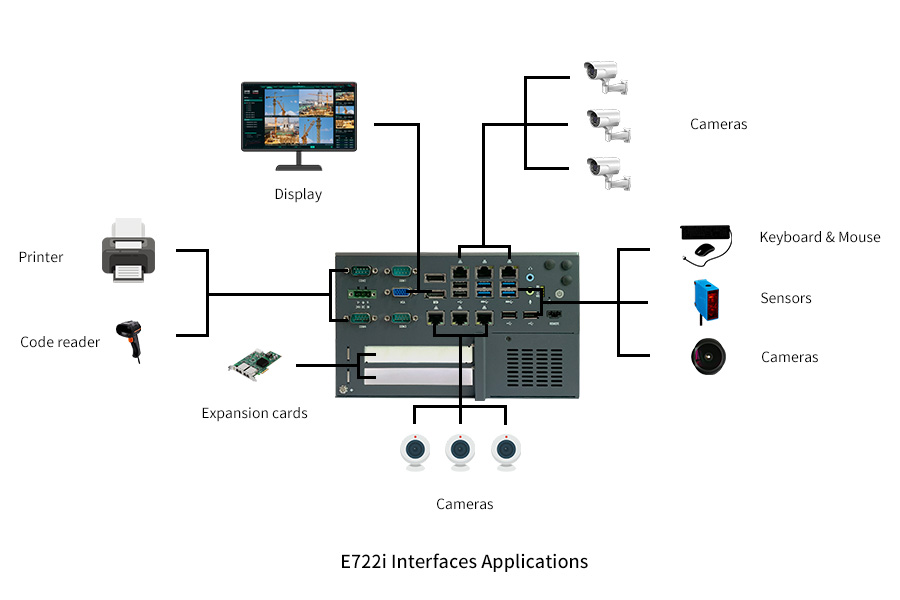 Cameras
Display
Printer
Keyboard & Mouse
Sensors
Code reader
Cameras
Expansion cards
Cameras
E722i Interfaces Applications